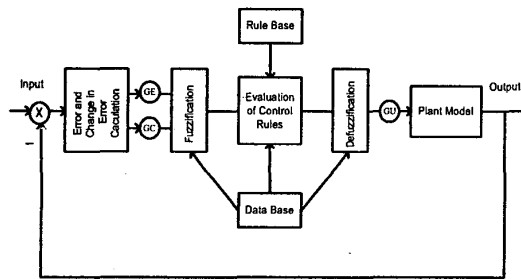 Rule Base
Input
X
Error and
Change in
Error
Caculation
GE
GC
Fuzzification
Evaluation
of Control
Rules
Defuzzification
GU
Plant Model
Output
Data Base